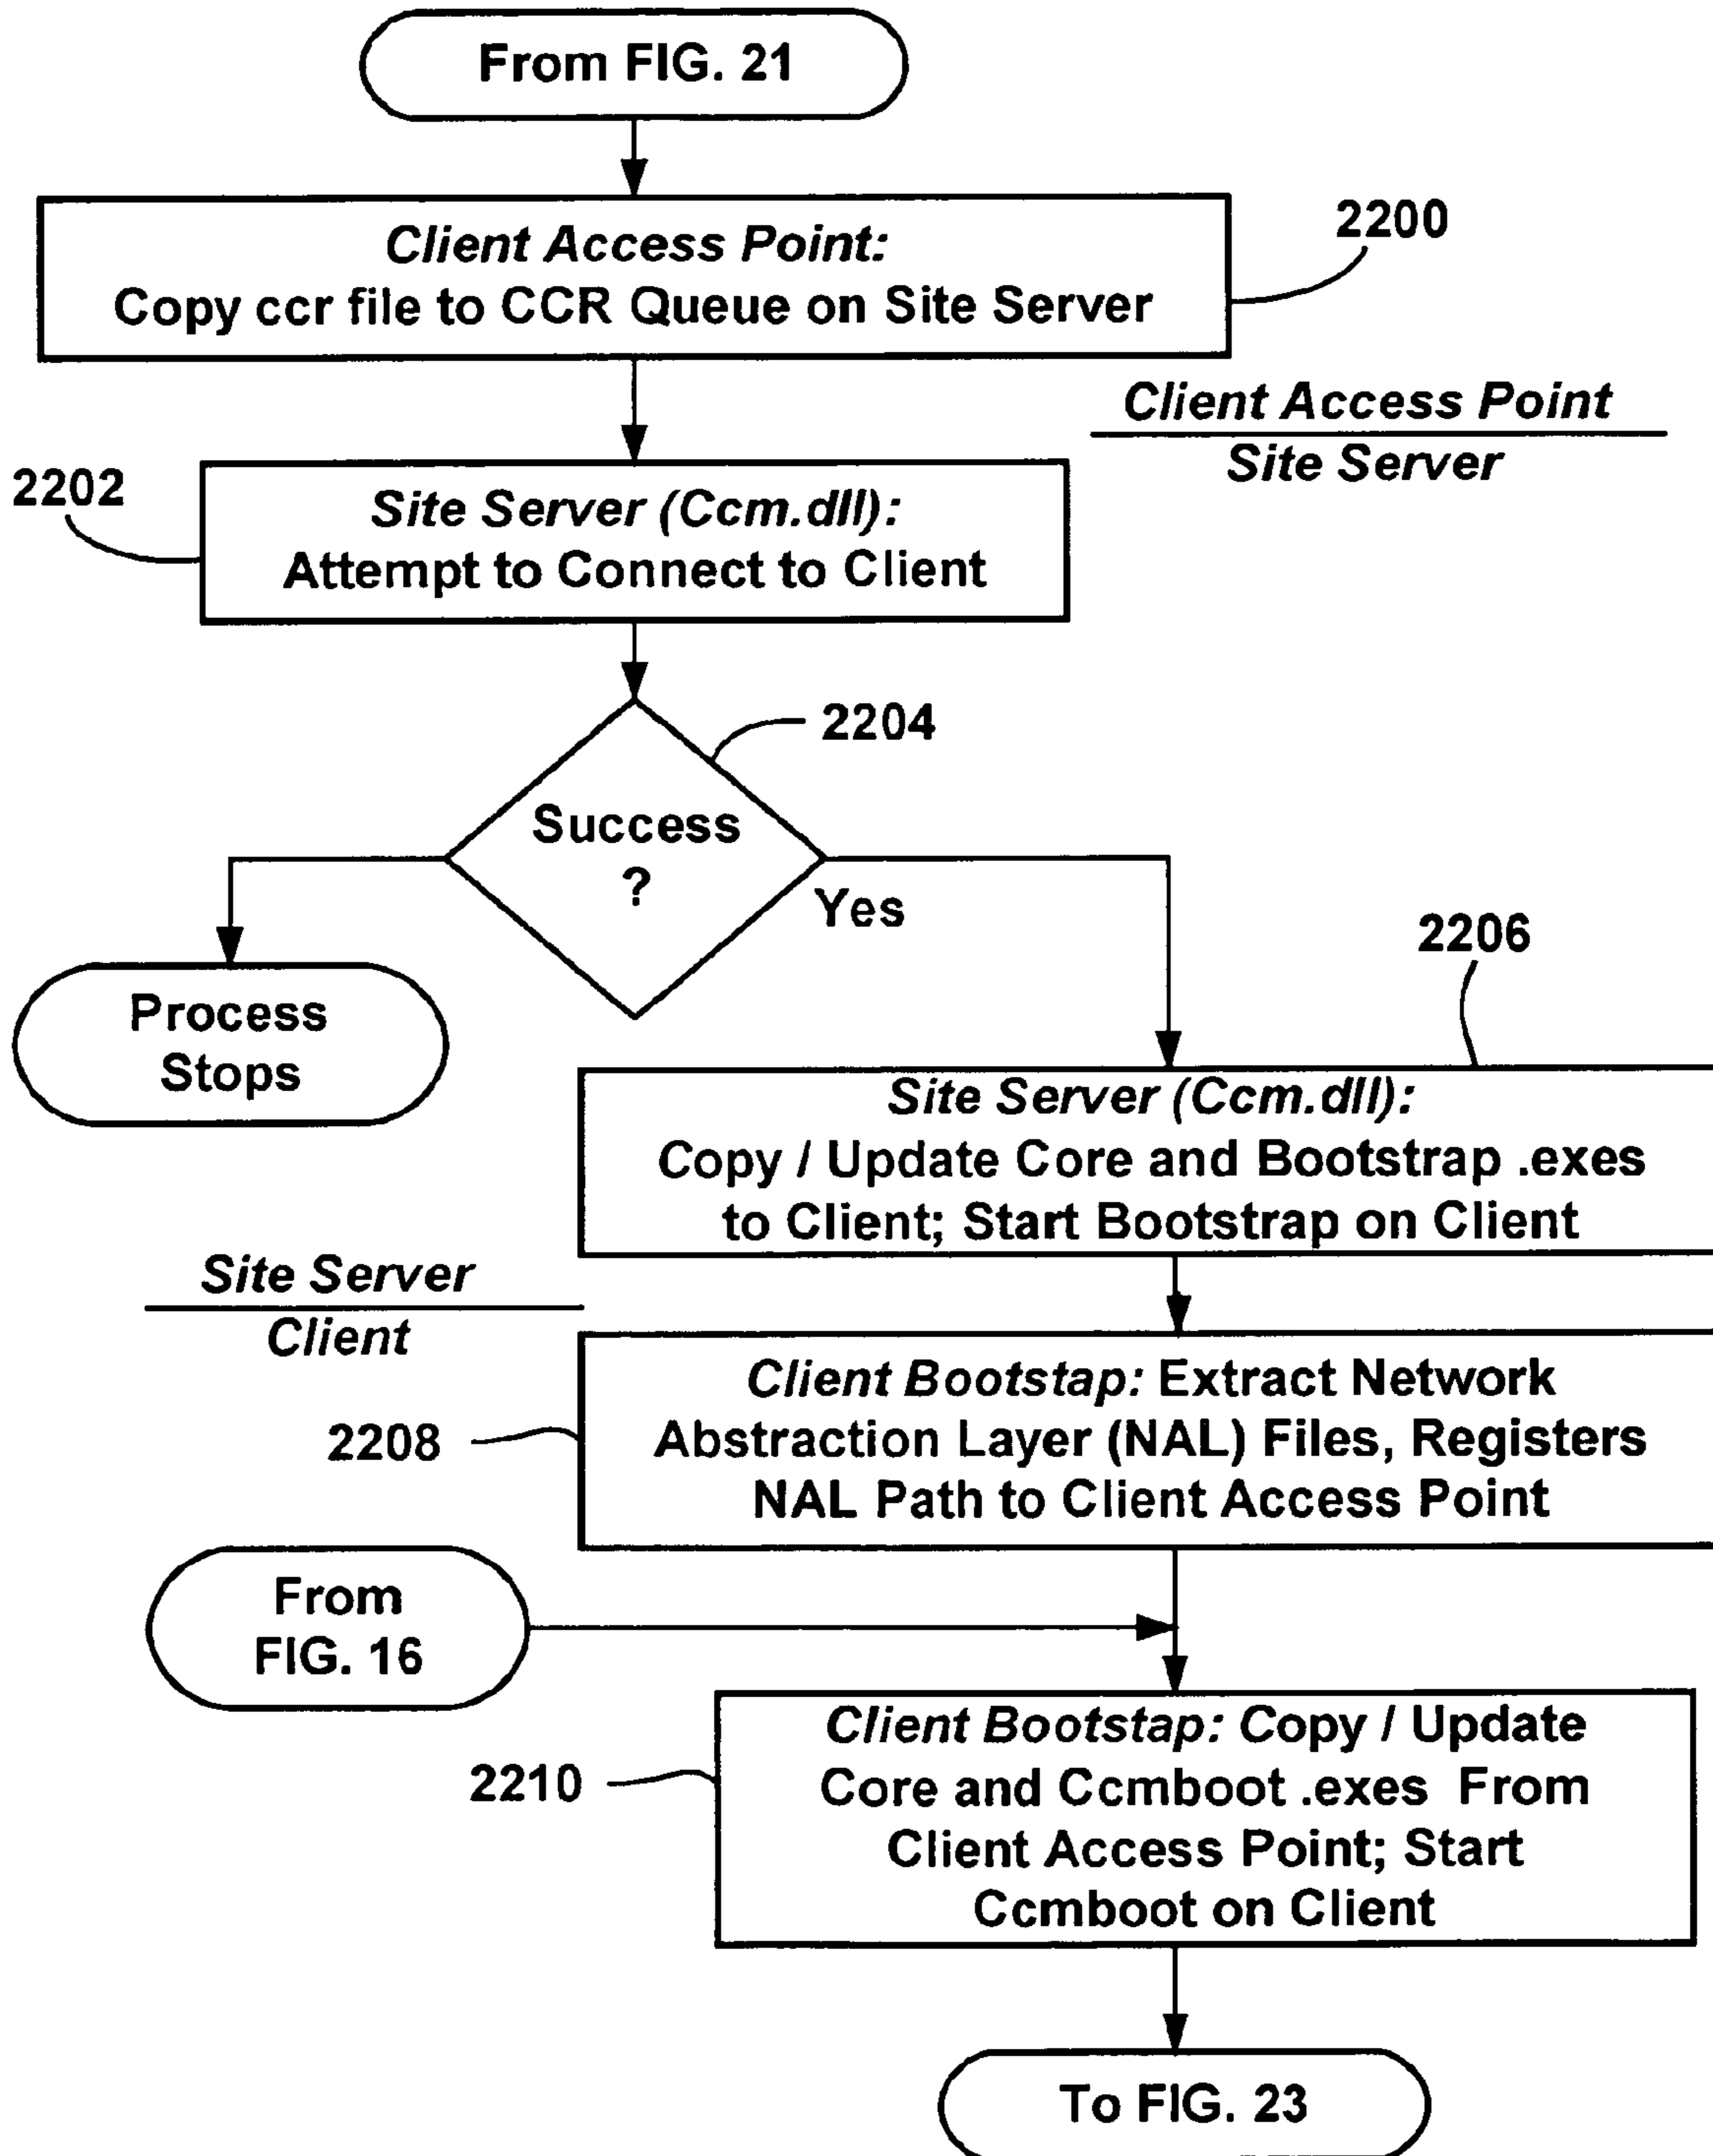 From FIG. 21
Client Access Point:
Copy ccr file to CCR Queue on Site Server
2200
Client Access Point
Site Server
2202
Site Server (Ccm.dll):
Attempt to Connect to Client
2204
Success
?
Yes
Process
Stops
2206
Site Server (Ccm.dll):
Copy / Update Core and Bootstrap .exes
to Client; Start Bootstrap on Client
Site Server
Client
Client Bootstap: Extract Network
Abstraction Layer (NAL) Files, Registers
NAL Path to Client Access Point
2208
From
FIG. 16
Client Bootstap: Copy / Update
Core and Ccmboot .exes From
Client Access Point; Start
Ccmboot on Client
2210
To FIG. 23